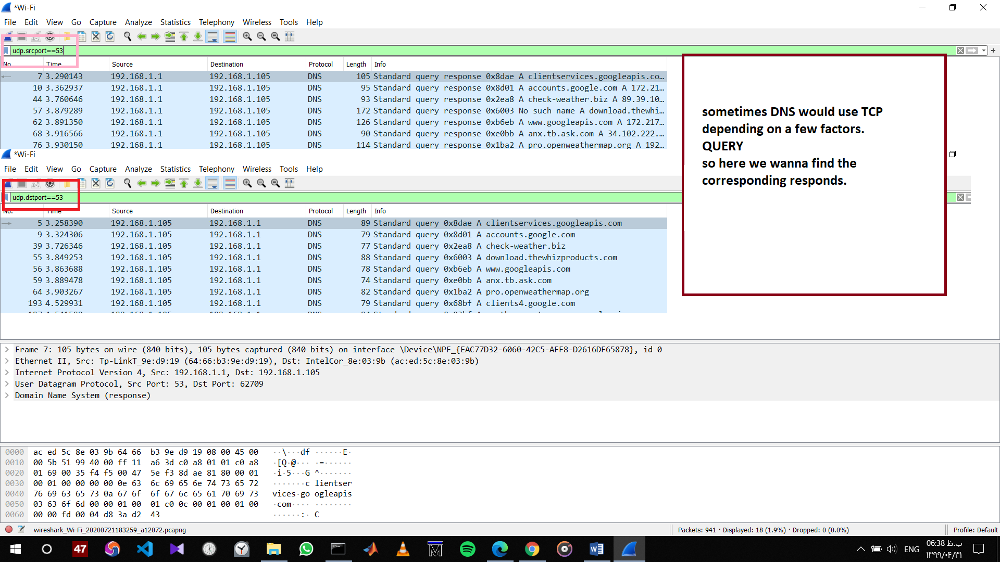 *Wi-Fi
File Edit View Go Capture Analyze Statistics Telephony Wireless Tools Help
udp.srcport==53
No. Time Source Destination Protocol Length Info
7 3.290143 192.168.1.1 192.168.1.105 DNS 105 Standard query response 0x8dae A clientservices.googleapis.co…
10 3.362937 192.168.1.1 192.168.1.105 DNS 95 Standard query response 0x8d01 A accounts.google.com A 172.21…
44 3.760646 192.168.1.1 192.168.1.105 DNS 93 Standard query response 0x2ea8 A check-weather.biz A 89.39.10…
57 3.879289 192.168.1.1 192.168.1.105 DNS 172 Standard query response 0x6003 No such name A download.thewhi…
62 3.891350 192.168.1.1 192.168.1.105 DNS 126 Standard query response 0xb6eb A www.googleapis.com A 172.217…
68 3.916566 192.168.1.1 192.168.1.105 DNS 90 Standard query response 0xe0bb A anx.tb.ask.com A 34.102.222.…
76 3.930150 192.168.1.1 192.168.1.105 DNS 114 Standard query response 0x1ba2 A pro.openweathermap.org A 192…
sometimes DNS would use TCP
depending on a few factors.
QUERY
so here we wanna find the
corresponding responds.
*Wi-Fi
File Edit View Go Capture Analyze Statistics Telephony Wireless Tools Help
udp.dstport==53
No. Time Source Destination Protocol Length Info
5 3.258390 192.168.1.105 192.168.1.1 DNS 89 Standard query 0x8dae A clientservices.googleapis.com
9 3.324306 192.168.1.105 192.168.1.1 DNS 79 Standard query 0x8d01 A accounts.google.com
39 3.726346 192.168.1.105 192.168.1.1 DNS 77 Standard query 0x2ea8 A check-weather.biz
55 3.849253 192.168.1.105 192.168.1.1 DNS 88 Standard query 0x6003 A download.thewhizproducts.com
56 3.863688 192.168.1.105 192.168.1.1 DNS 78 Standard query 0xb6eb A www.googleapis.com
59 3.889478 192.168.1.105 192.168.1.1 DNS 74 Standard query 0xe0bb A anx.tb.ask.com
64 3.903267 192.168.1.105 192.168.1.1 DNS 82 Standard query 0x1ba2 A pro.openweathermap.org
193 4.529931 192.168.1.105 192.168.1.1 DNS 79 Standard query 0x68bf A clients4.google.com
Frame 7: 105 bytes on wire (840 bits), 105 bytes captured (840 bits) on interface \Device\NPF_{EAC77D32-6060-42C5-AFF8-D2616DF65878}, id 0
Ethernet II, Src: Tp-LinkT_9e:d9:19 (64:66:b3:9e:d9:19), Dst: IntelCor_8e:03:9b (ac:ed:5c:8e:03:9b)
Internet Protocol Version 4, Src: 192.168.1.1, Dst: 192.168.1.105
User Datagram Protocol, Src Port: 53, Dst Port: 62709
Domain Name System (response)
0000 ac ed 5c 8e 03 9b 64 66 b3 9e d9 19 08 00 45 00 ··\···df ······E·
0010 00 5b 51 99 40 00 ff 11 a6 3d c0 a8 01 01 c0 a8 ·[Q·@··· ·=······
0020 01 69 00 35 f4 f5 00 47 5e f3 8d ae 81 80 00 01 ·i·5···G ^·······
0030 00 01 00 00 00 00 0e 63 6c 69 65 6e 74 73 65 72 ·······c lientser
0040 76 69 63 65 73 0a 67 6f 6f 67 6c 65 61 70 69 73 vices·go ogleapis
0050 03 63 6f 6d 00 00 01 00 01 c0 0c 00 01 00 01 00 ·com···· ········
0060 00 00 fd 00 04 d8 3a d2 43 ······:· C
wireshark_Wi-Fi_20200721183259_a12072.pcapng Packets: 941 · Displayed: 18 (1.9%) · Dropped: 0 (0.0%) Profile: Default
47 ENG 06:38 ب.ظ
۱۳۹۹/۰۴/۳۱